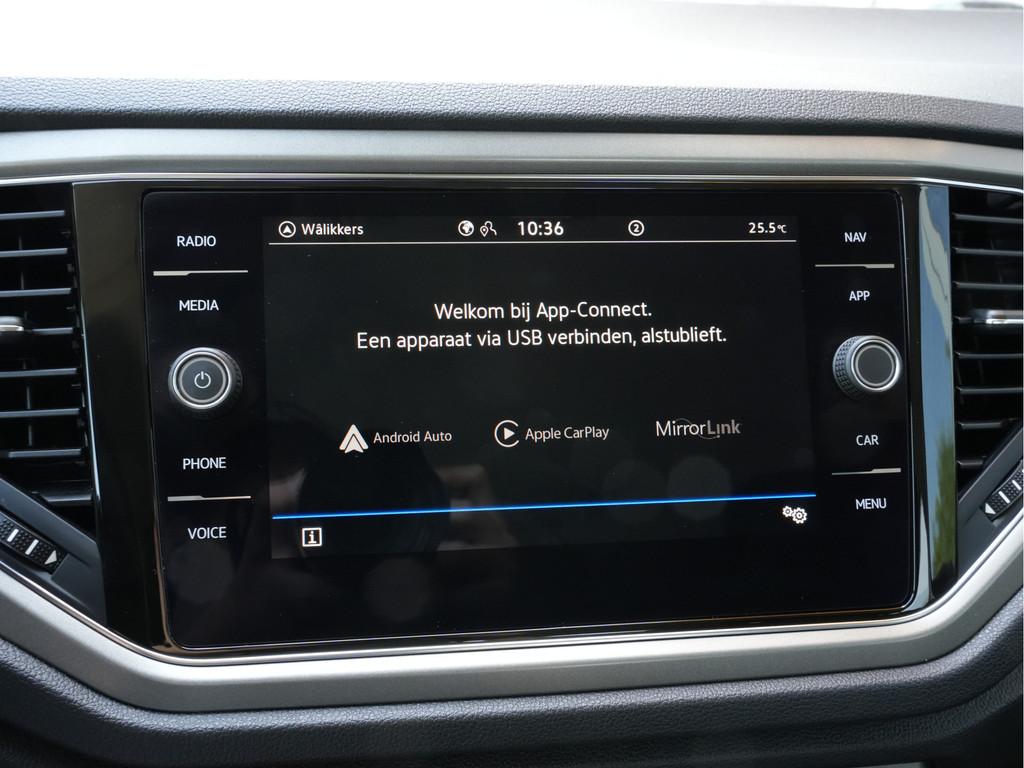 Wâlikkers 10:36 2 25.5°C
RADIO
MEDIA
PHONE
VOICE
Welkom bij App-Connect.
Een apparaat via USB verbinden, alstublieft.
Android Auto Apple CarPlay MirrorLink
i
NAV
APP
CAR
MENU